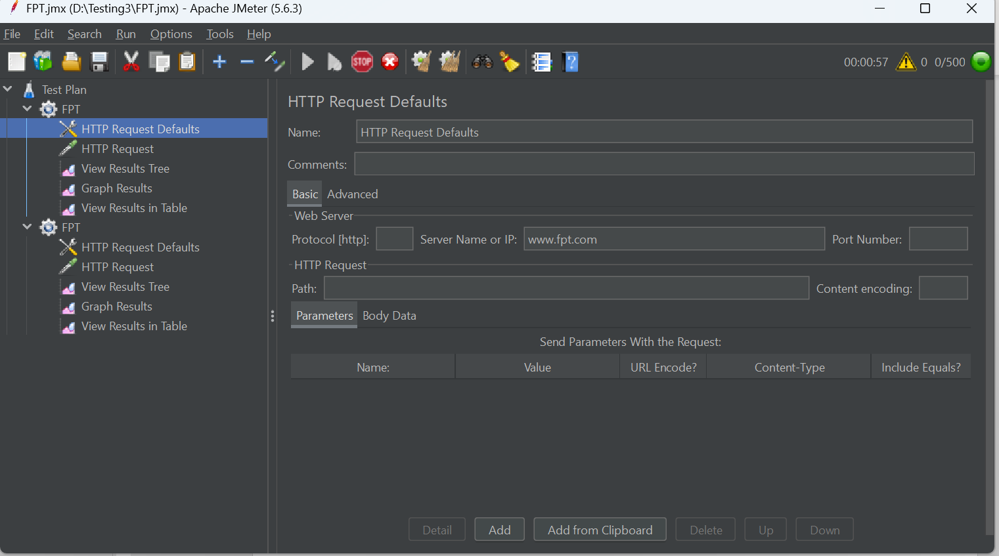 FPT.jmx (D:\Testing3\FPT.jmx) - Apache JMeter (5.6.3)
File Edit Search Run Options Tools Help
STOP 00:00:57 0 0/500
Test Plan
FPT
HTTP Request Defaults
HTTP Request
View Results Tree
Graph Results
View Results in Table
FPT
HTTP Request Defaults
HTTP Request
View Results Tree
Graph Results
View Results in Table
HTTP Request Defaults
Name: HTTP Request Defaults
Comments:
Basic Advanced
Web Server
Protocol [http]: Server Name or IP: www.fpt.com Port Number:
HTTP Request
Path: Content encoding:
Parameters Body Data
Send Parameters With the Request:
Name: Value URL Encode? Content-Type Include Equals?
Detail Add Add from Clipboard Delete Up Down